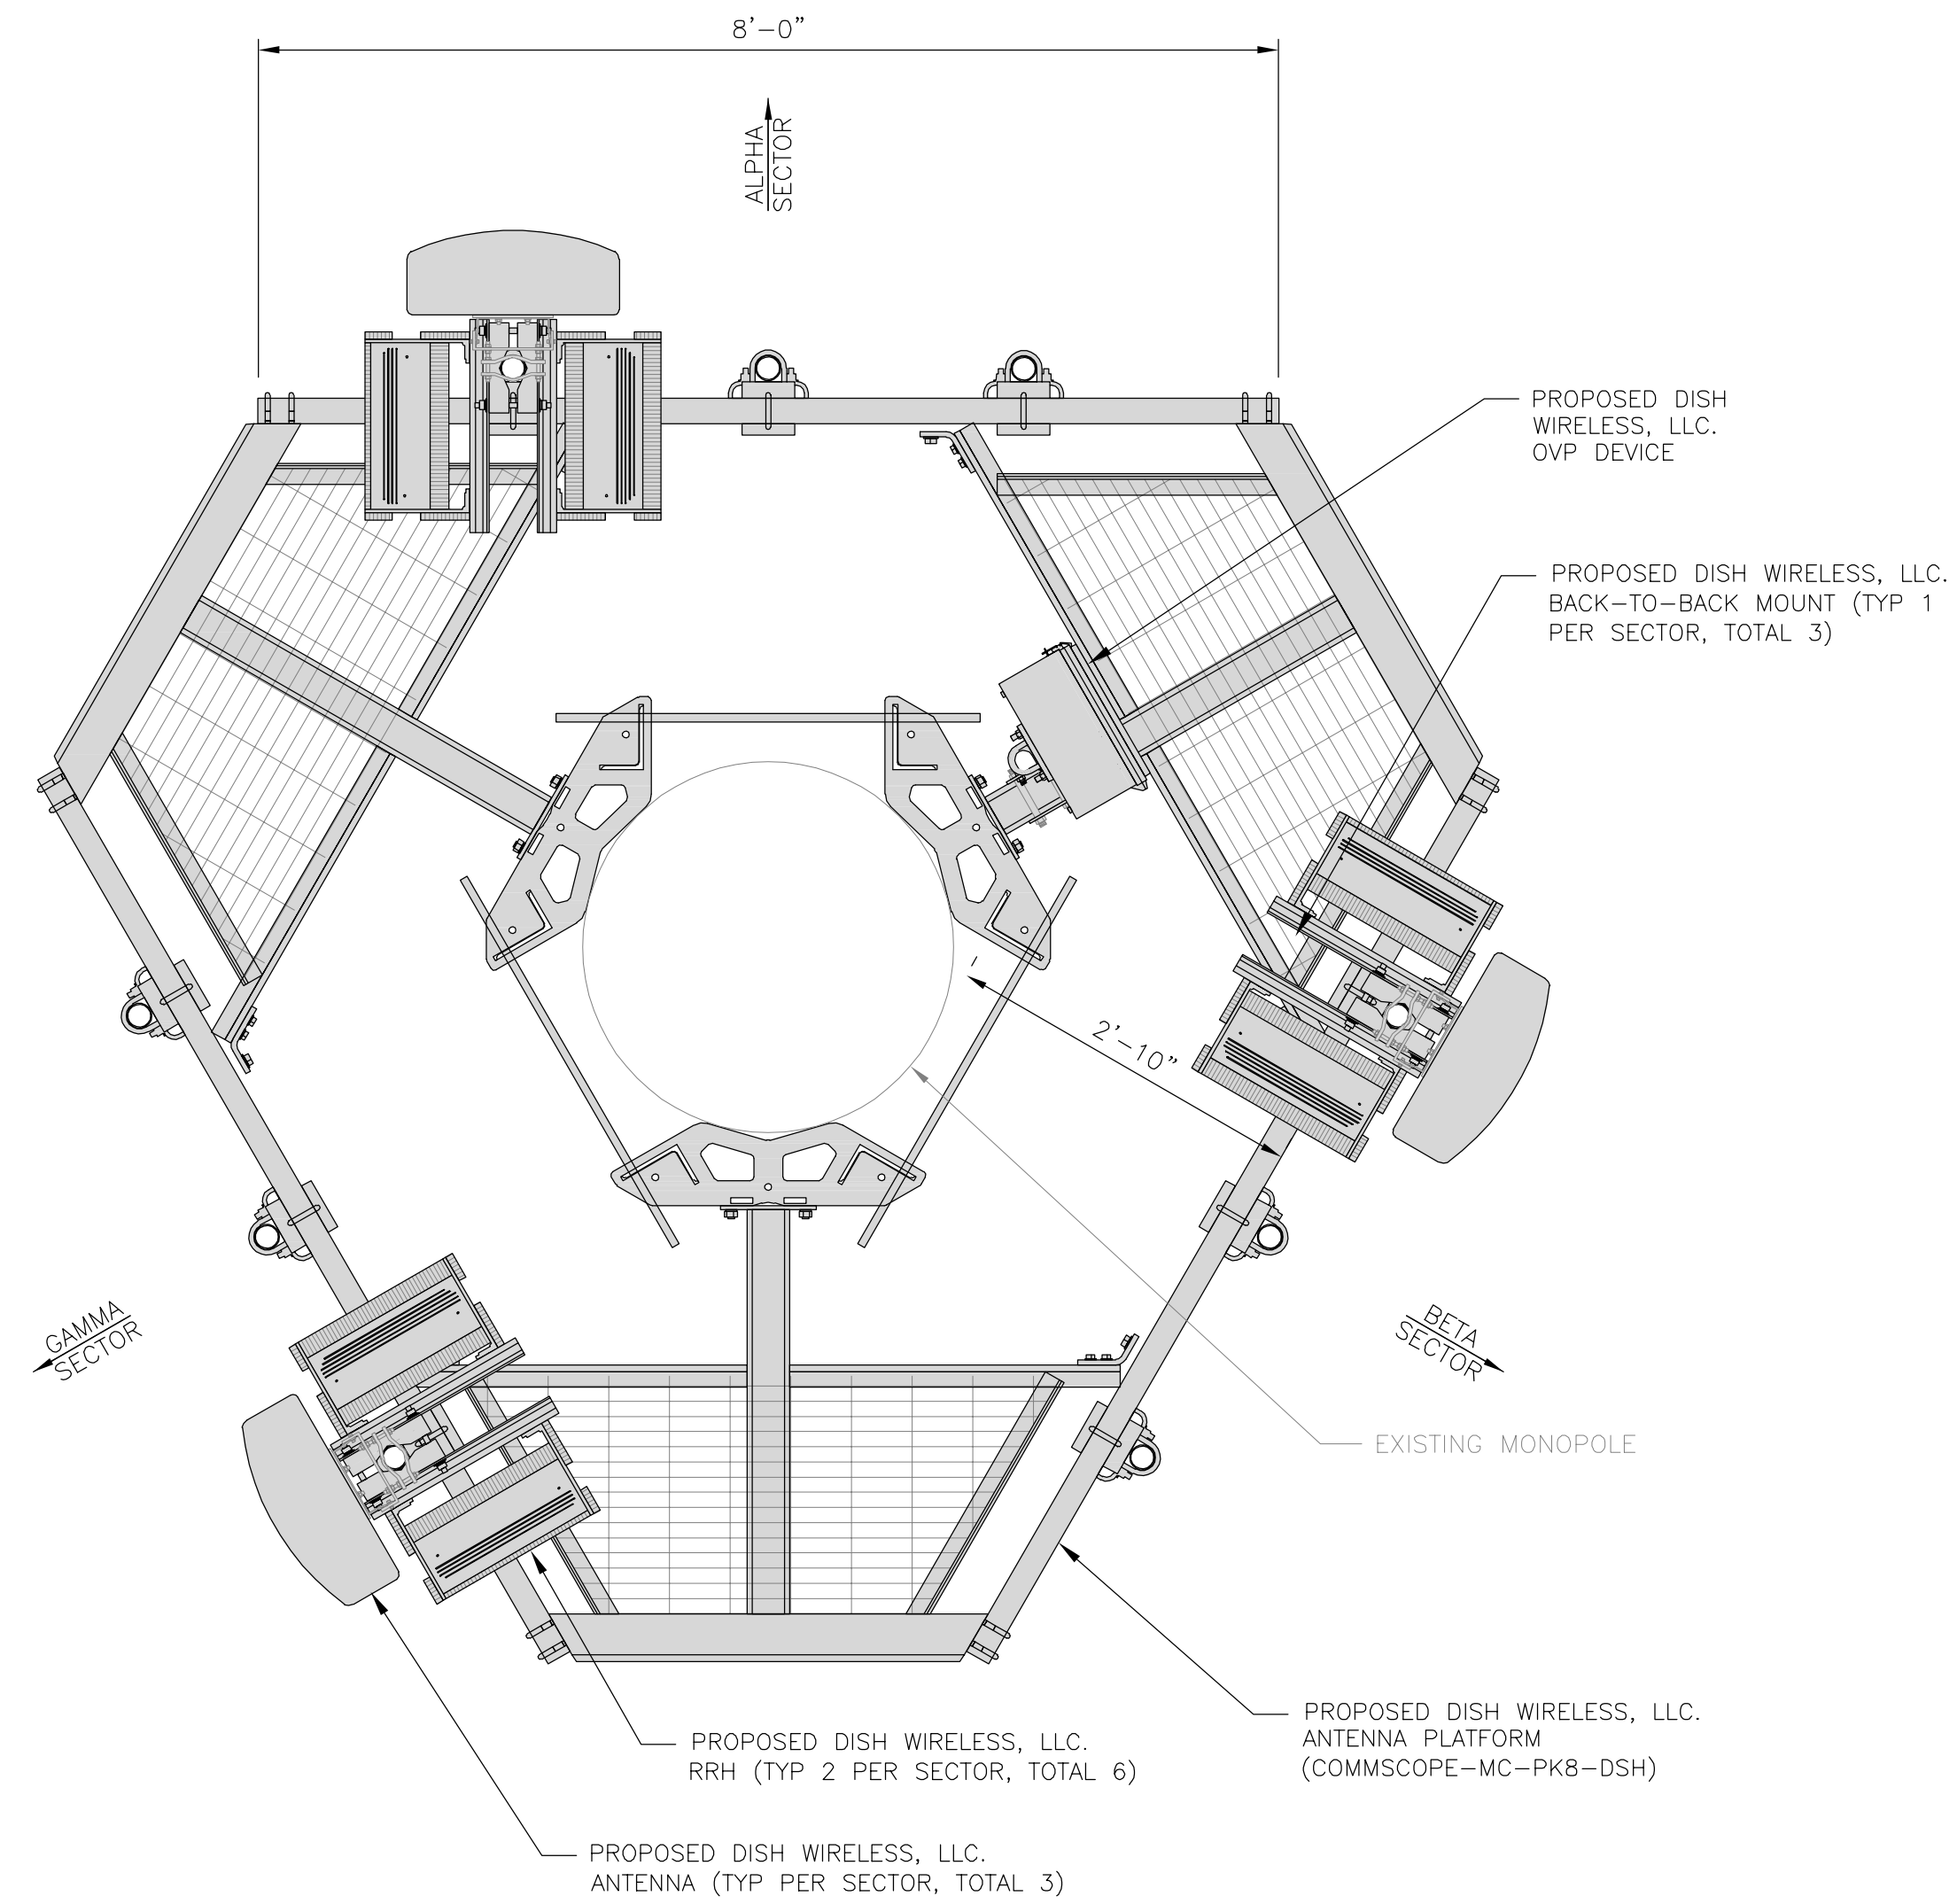 8'-0"
ALPHA
SECTOR
PROPOSED DISH
WIRELESS, LLC.
OVP DEVICE
PROPOSED DISH WIRELESS, LLC.
BACK-TO-BACK MOUNT (TYP 1
PER SECTOR, TOTAL 3)
2'-10"
GAMMA
SECTOR
BETA
SECTOR
EXISTING MONOPOLE
PROPOSED DISH WIRELESS, LLC.
ANTENNA PLATFORM
(COMMSCOPE-MC-PK8-DSH)
PROPOSED DISH WIRELESS, LLC.
RRH (TYP 2 PER SECTOR, TOTAL 6)
PROPOSED DISH WIRELESS, LLC.
ANTENNA (TYP PER SECTOR, TOTAL 3)